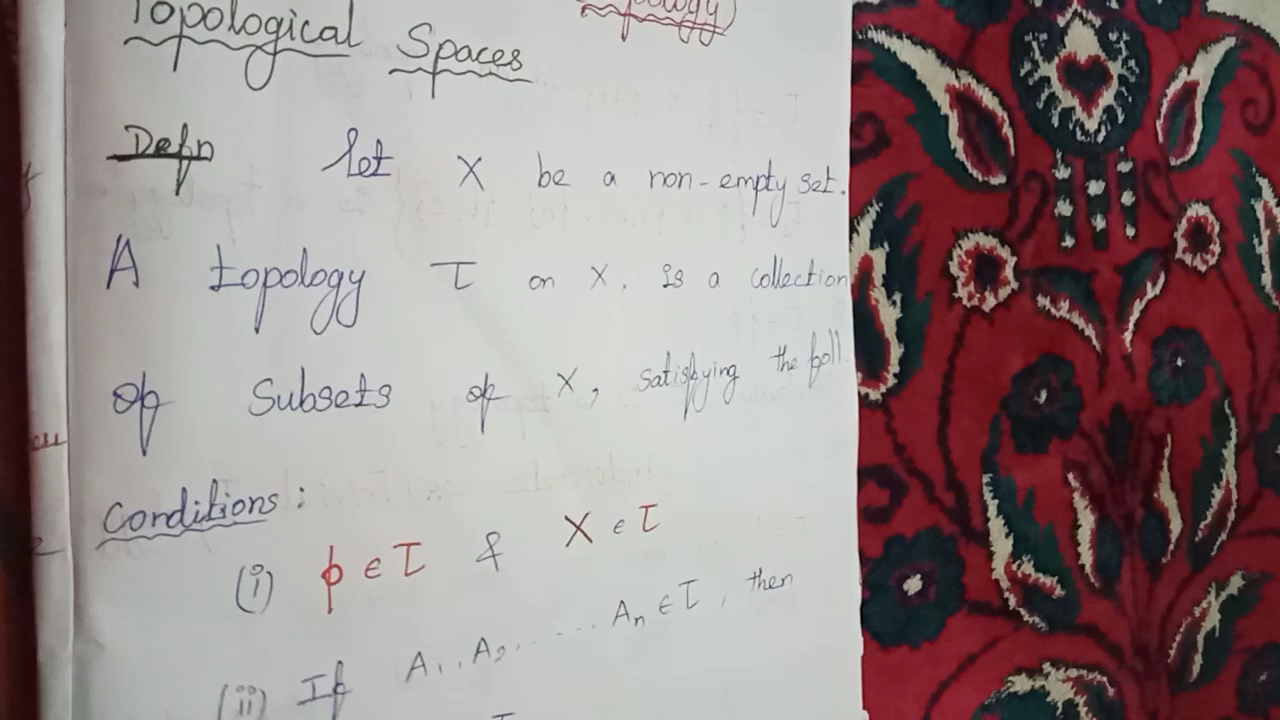 Topological Spaces
Defn Let X be a non-empty set.
A topology τ on X, is a collection
of subsets of X, satisfying the foll.
Conditions:
(i) ϕ ∈ τ & X ∈ τ
(ii) If A₁, A₂, ...... Aₙ ∈ τ, then